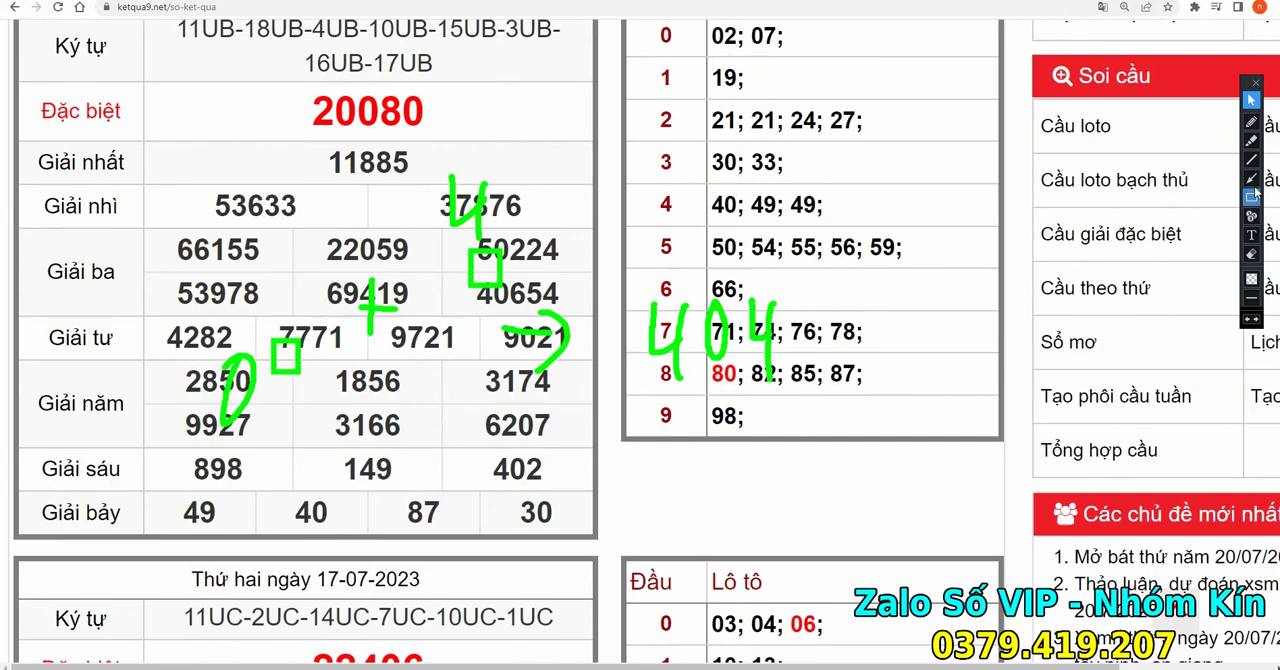 ketqua9.net/so-ket-qua
Ký tự
11UB-18UB-4UB-10UB-15UB-3UB-
16UB-17UB
Đặc biệt
20080
Giải nhất
11885
Giải nhì
53633 37876
Giải ba
66155 22059 50224
53978 69419 40654
Giải tư
4282 7771 9721 9021
Giải năm
2850 1856 3174
9927 3166 6207
Giải sáu
898 149 402
Giải bảy
49 40 87 30
4
+
0
404
0 02; 07;
1 19;
2 21; 21; 24; 27;
3 30; 33;
4 40; 49; 49;
5 50; 54; 55; 56; 59;
6 66;
7 71; 74; 76; 78;
8 80; 82; 85; 87;
9 98;
Thứ hai ngày 17-07-2023
Ký tự
11UC-2UC-14UC-7UC-10UC-1UC
Đầu Lô tô
0 03; 04; 06;
Soi cầu
Cầu loto
Cầu loto bạch thủ
Cầu giải đặc biệt
Cầu theo thứ
Sổ mơ
Lịch
Tạo phôi cầu tuần
Tạo
Tổng hợp cầu
Các chủ đề mới nhất
1. Mở bát thứ năm 20/07/20
2. Thảo luận, dự đoán xsm
Zalo Số VIP - Nhóm Kín
0379.419.207